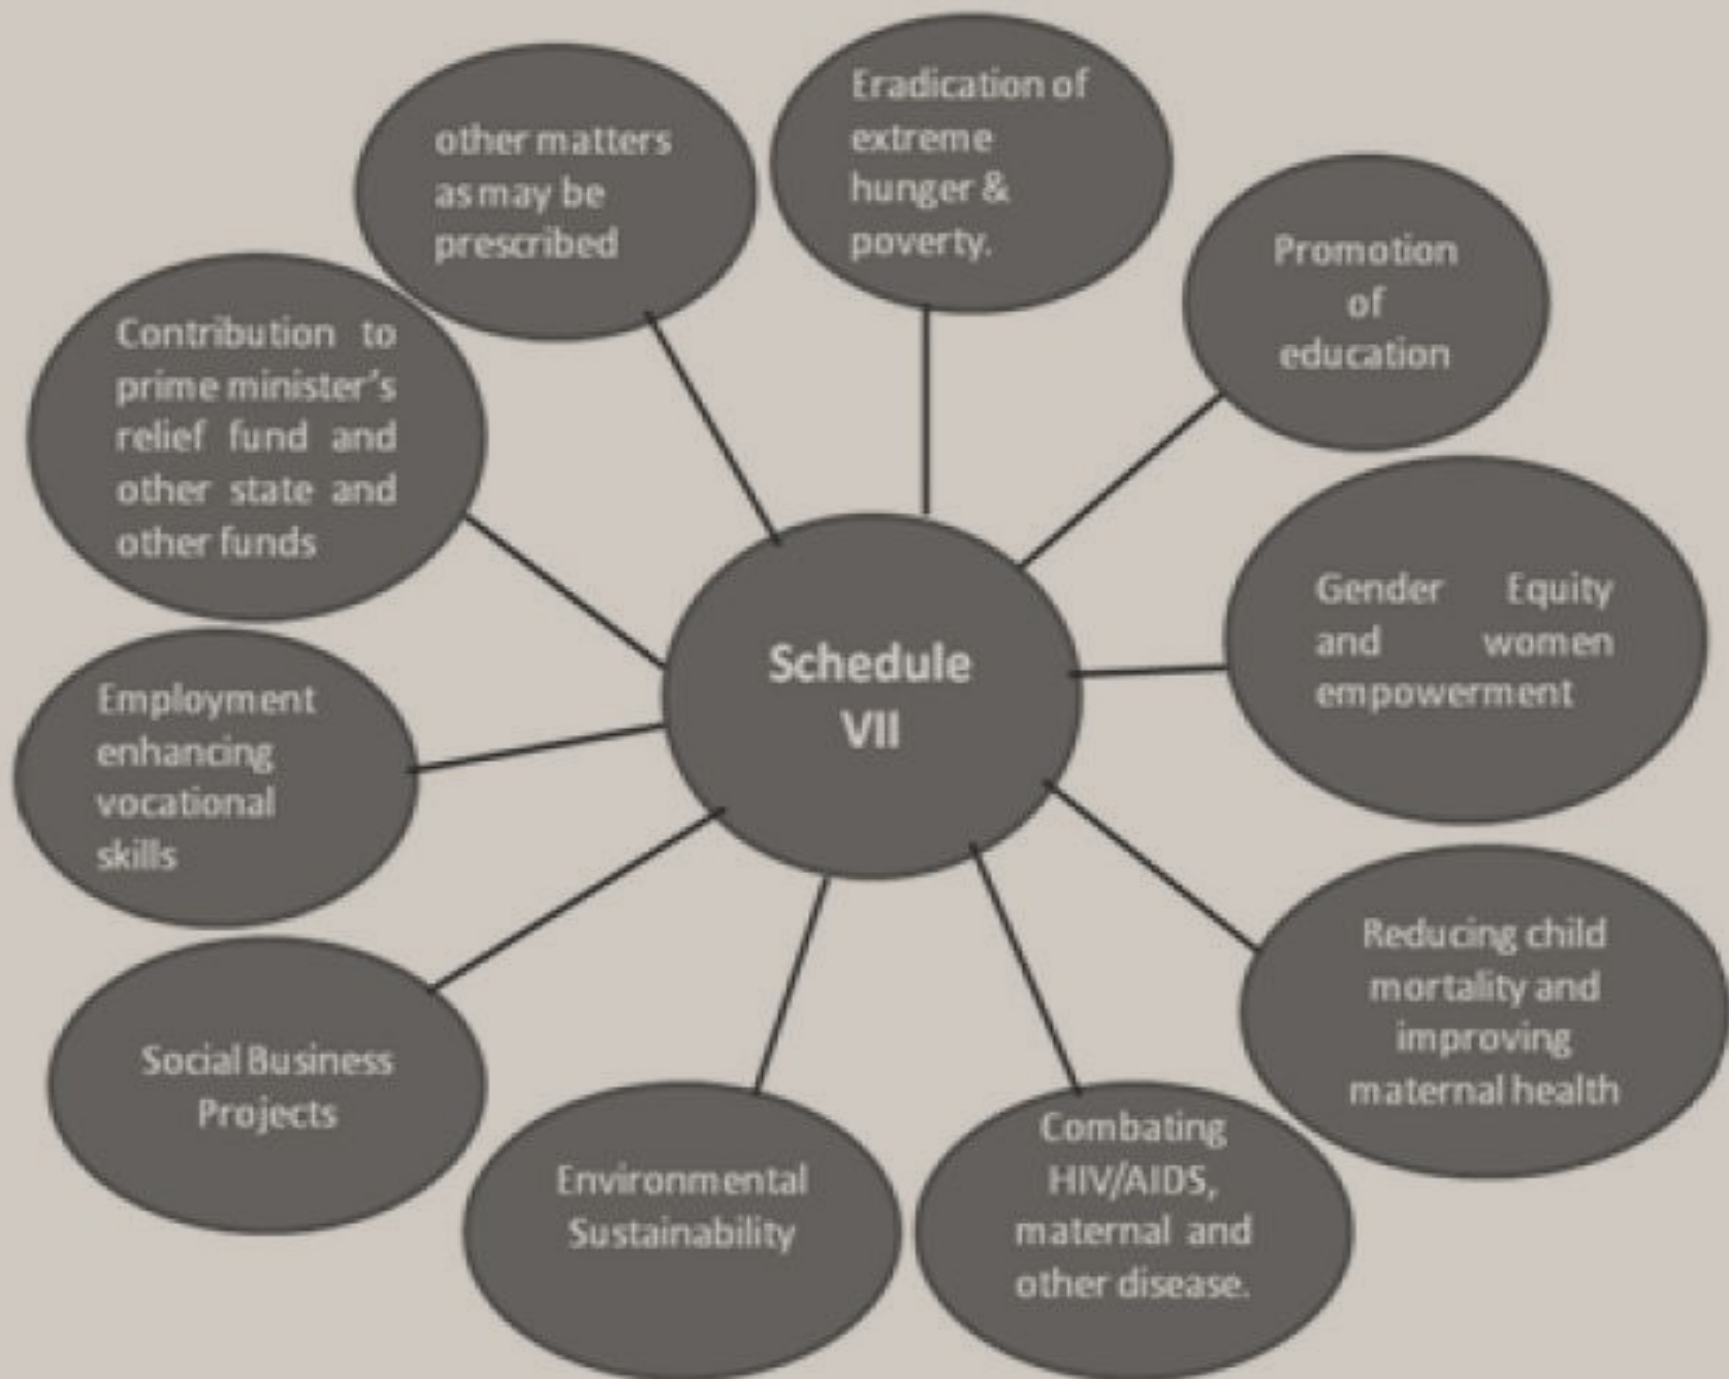 Schedule
VII
Eradication of
extreme
hunger &
poverty.
Promotion
of
education
Gender Equity
and women
empowerment
Reducing child
mortality and
improving
maternal health
Combating
HIV/AIDS,
maternal and
other disease.
Environmental
Sustainability
Social Business
Projects
Employment
enhancing
vocational
skills
Contribution to
prime minister's
relief fund and
other state and
other funds
other matters
as may be
prescribed